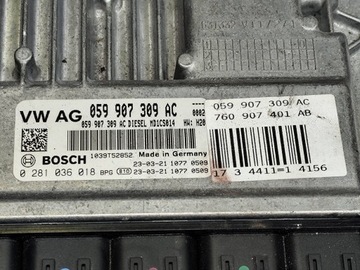 VW AG 059 907 309 AC ---- 0002
059 907 309 AC DIESEL MD1CS014 HW: H20
059 907 309 AC
760 907 401 AB
BOSCH 1039T52852 Made in Germany
23-03-21 1077 0509
0 281 036 018 BPG 23-03-21 1077 0509
17 3 4411=1 4156